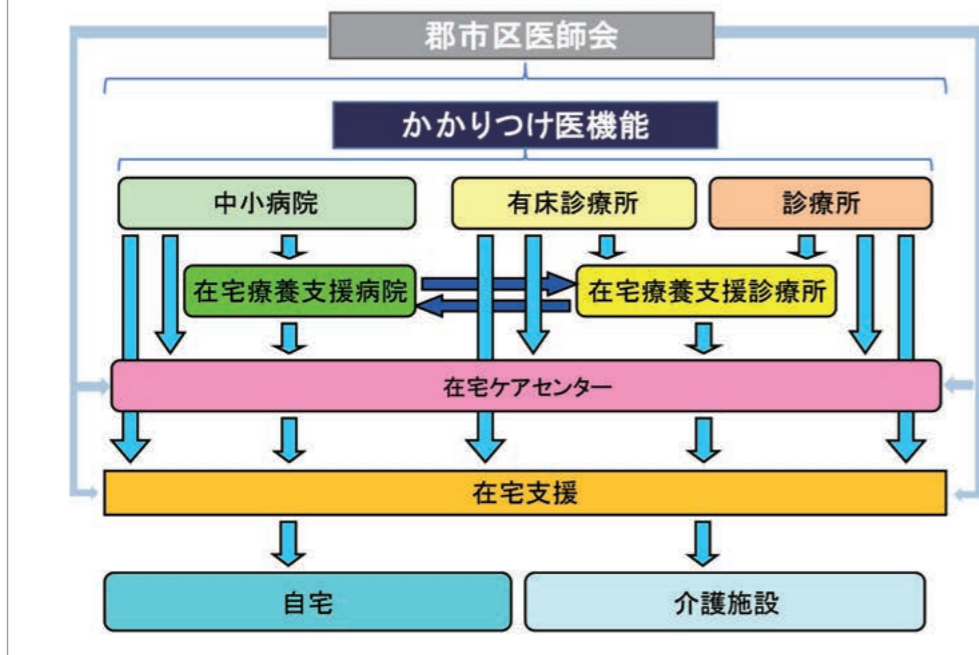 郡市区医師会
かかりつけ医機能
中小病院
有床診療所
診療所
在宅療養支援病院
在宅療養支援診療所
在宅ケアセンター
在宅支援
自宅
介護施設